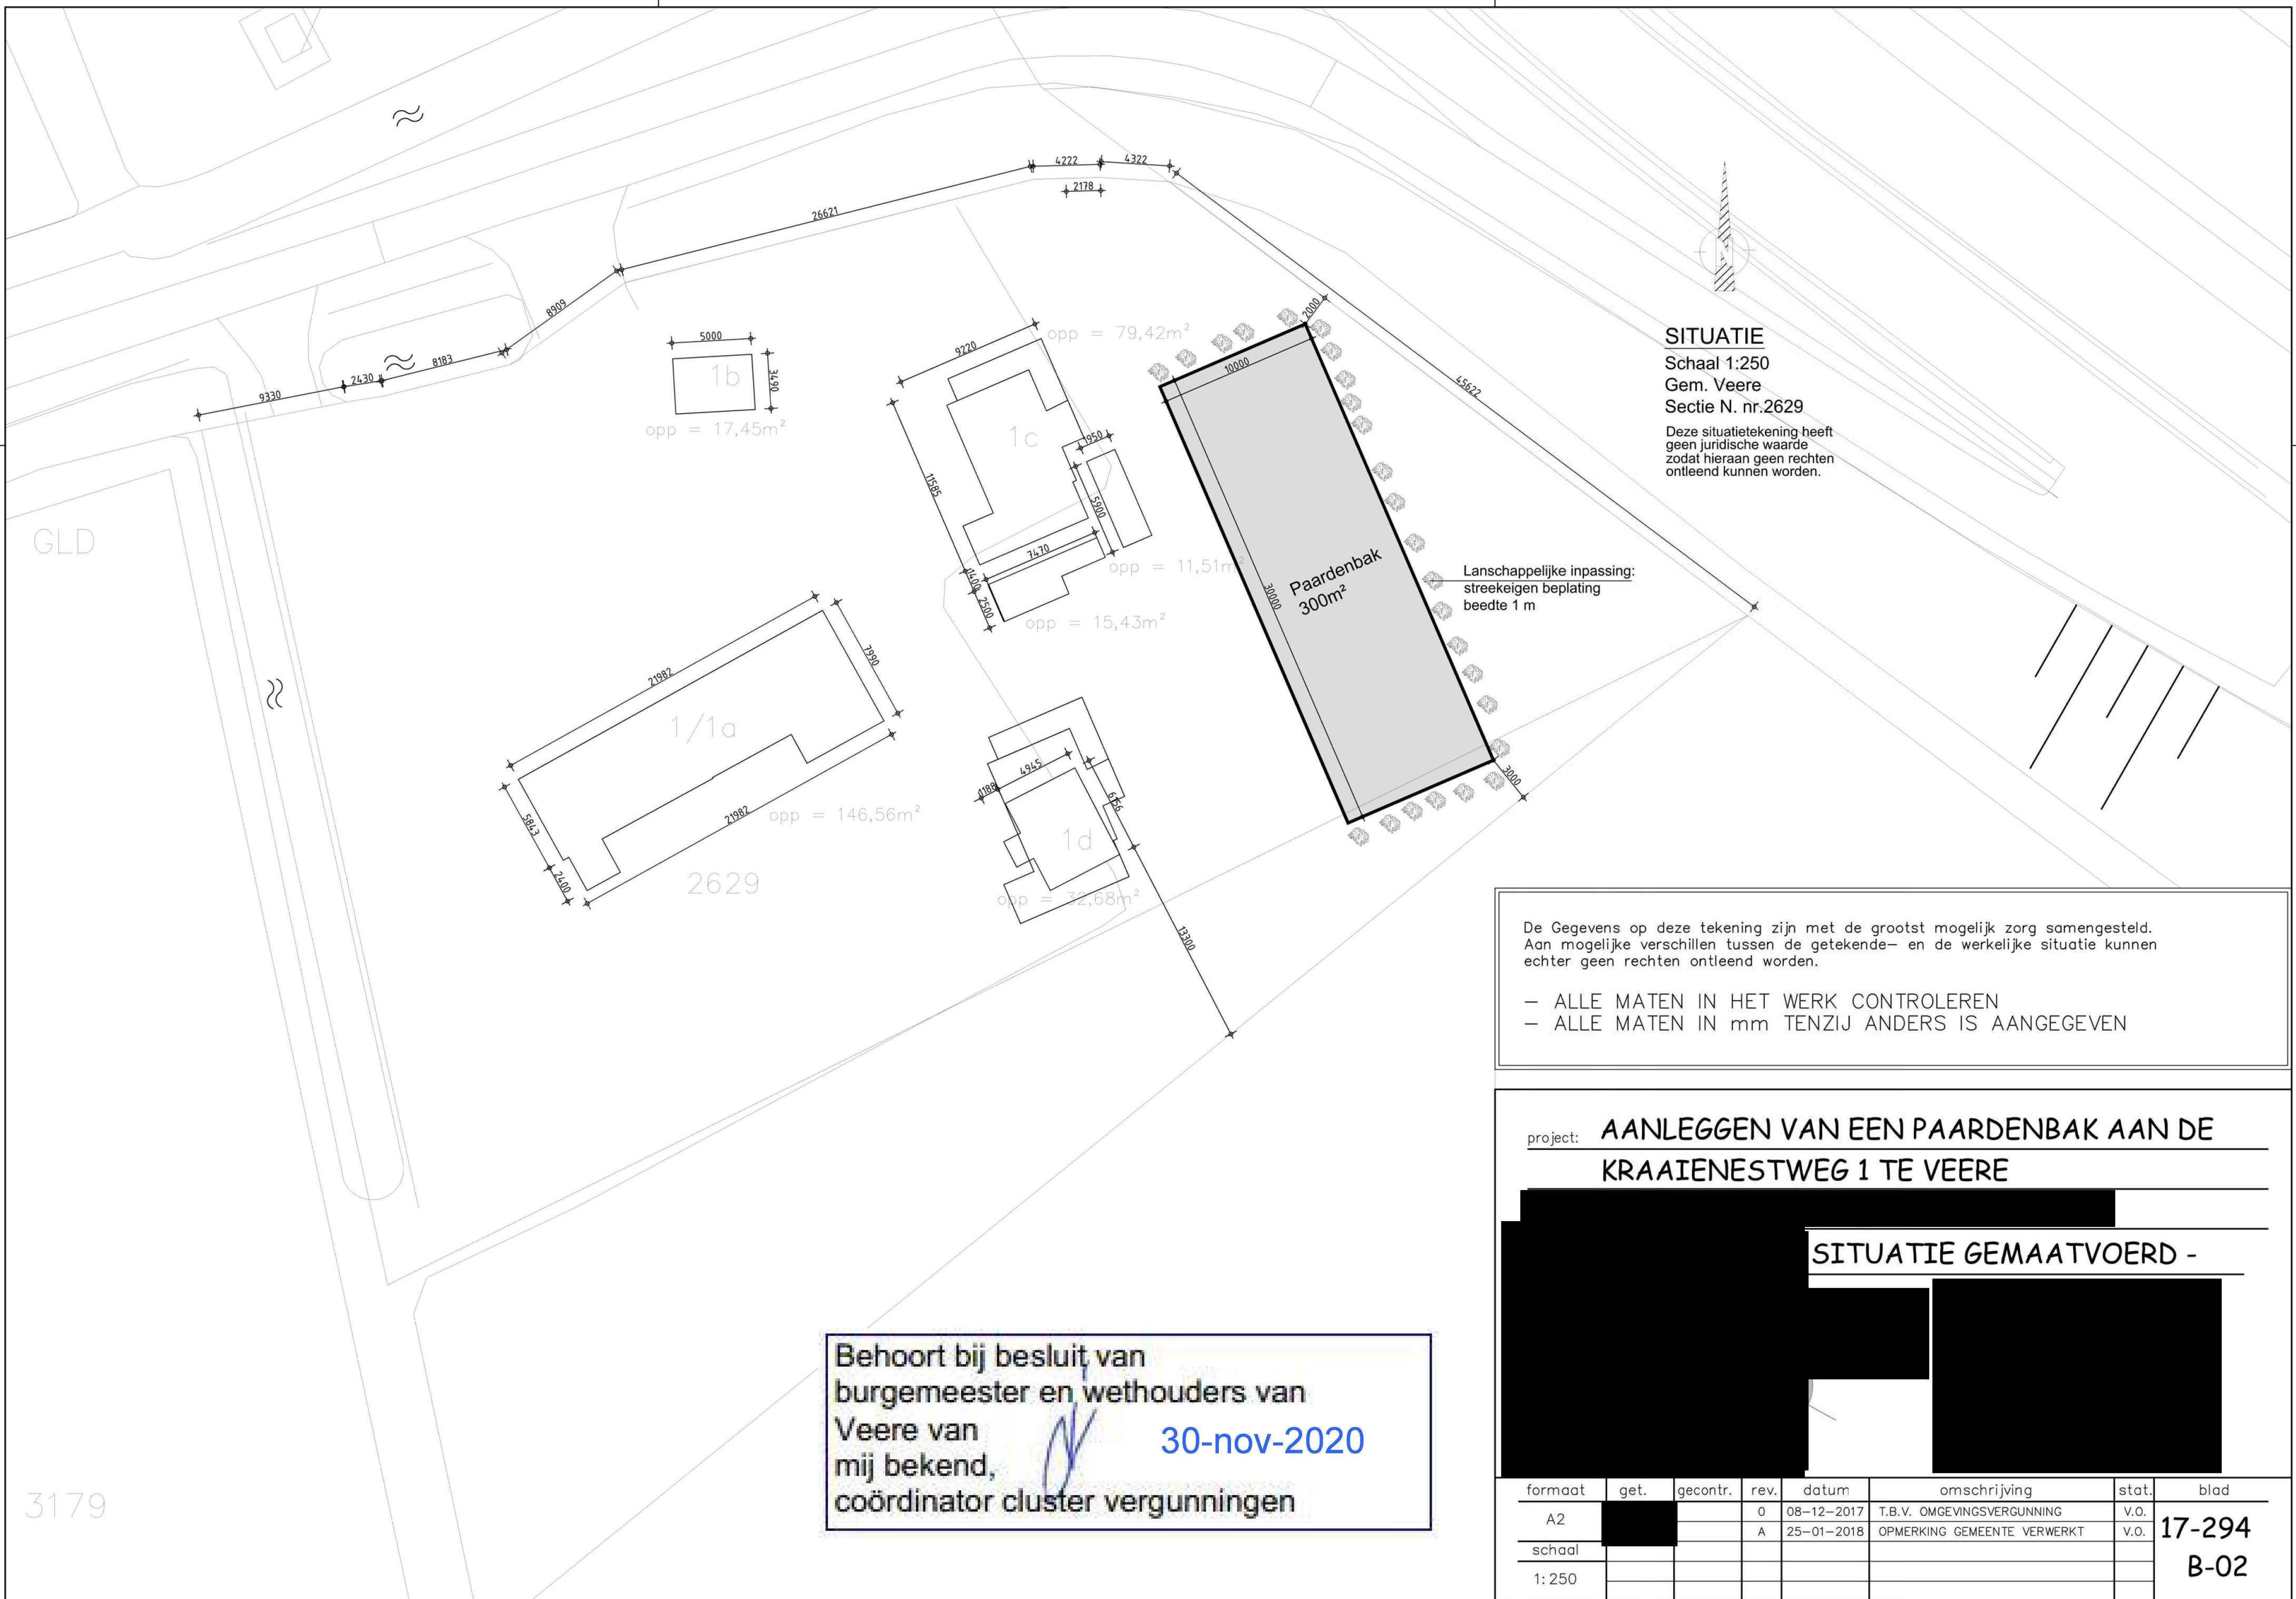 4222
4322
2178
26621
8909
8183
2430
9330
5000
3490
1b
opp = 17,45m²
9220
opp = 79,42m²
1c
11585
1950
5900
7470
1400
2500
opp = 11,51m²
opp = 15,43m²
2000
10000
30000
Paardenbak
300m²
45622
3000
Lanschappelijke inpassing:
streekeigen beplating
beedte 1 m
SITUATIE
Schaal 1:250
Gem. Veere
Sectie N. nr.2629
Deze situatietekening heeft
geen juridische waarde
zodat hieraan geen rechten
ontleend kunnen worden.
N
GLD
21982
7990
1/1a
5843
2400
21982
opp = 146,56m²
2629
1188
4945
6156
1d
opp = 32,68m²
13300
3179
De Gegevens op deze tekening zijn met de grootst mogelijk zorg samengesteld.
Aan mogelijke verschillen tussen de getekende- en de werkelijke situatie kunnen
echter geen rechten ontleend worden.
- ALLE MATEN IN HET WERK CONTROLEREN
- ALLE MATEN IN mm TENZIJ ANDERS IS AANGEGEVEN
project: AANLEGGEN VAN EEN PAARDENBAK AAN DE
KRAAIENESTWEG 1 TE VEERE
SITUATIE GEMAATVOERD -
Behoort bij besluit van
burgemeester en wethouders van
Veere van
30-nov-2020
mij bekend,
coördinator cluster vergunningen
formaat get. gecontr. rev. datum omschrijving stat. blad
A2 0 08-12-2017 T.B.V. OMGEVINGSVERGUNNING V.O.
A 25-01-2018 OPMERKING GEMEENTE VERWERKT V.O.
17-294
schaal
1:250
B-02